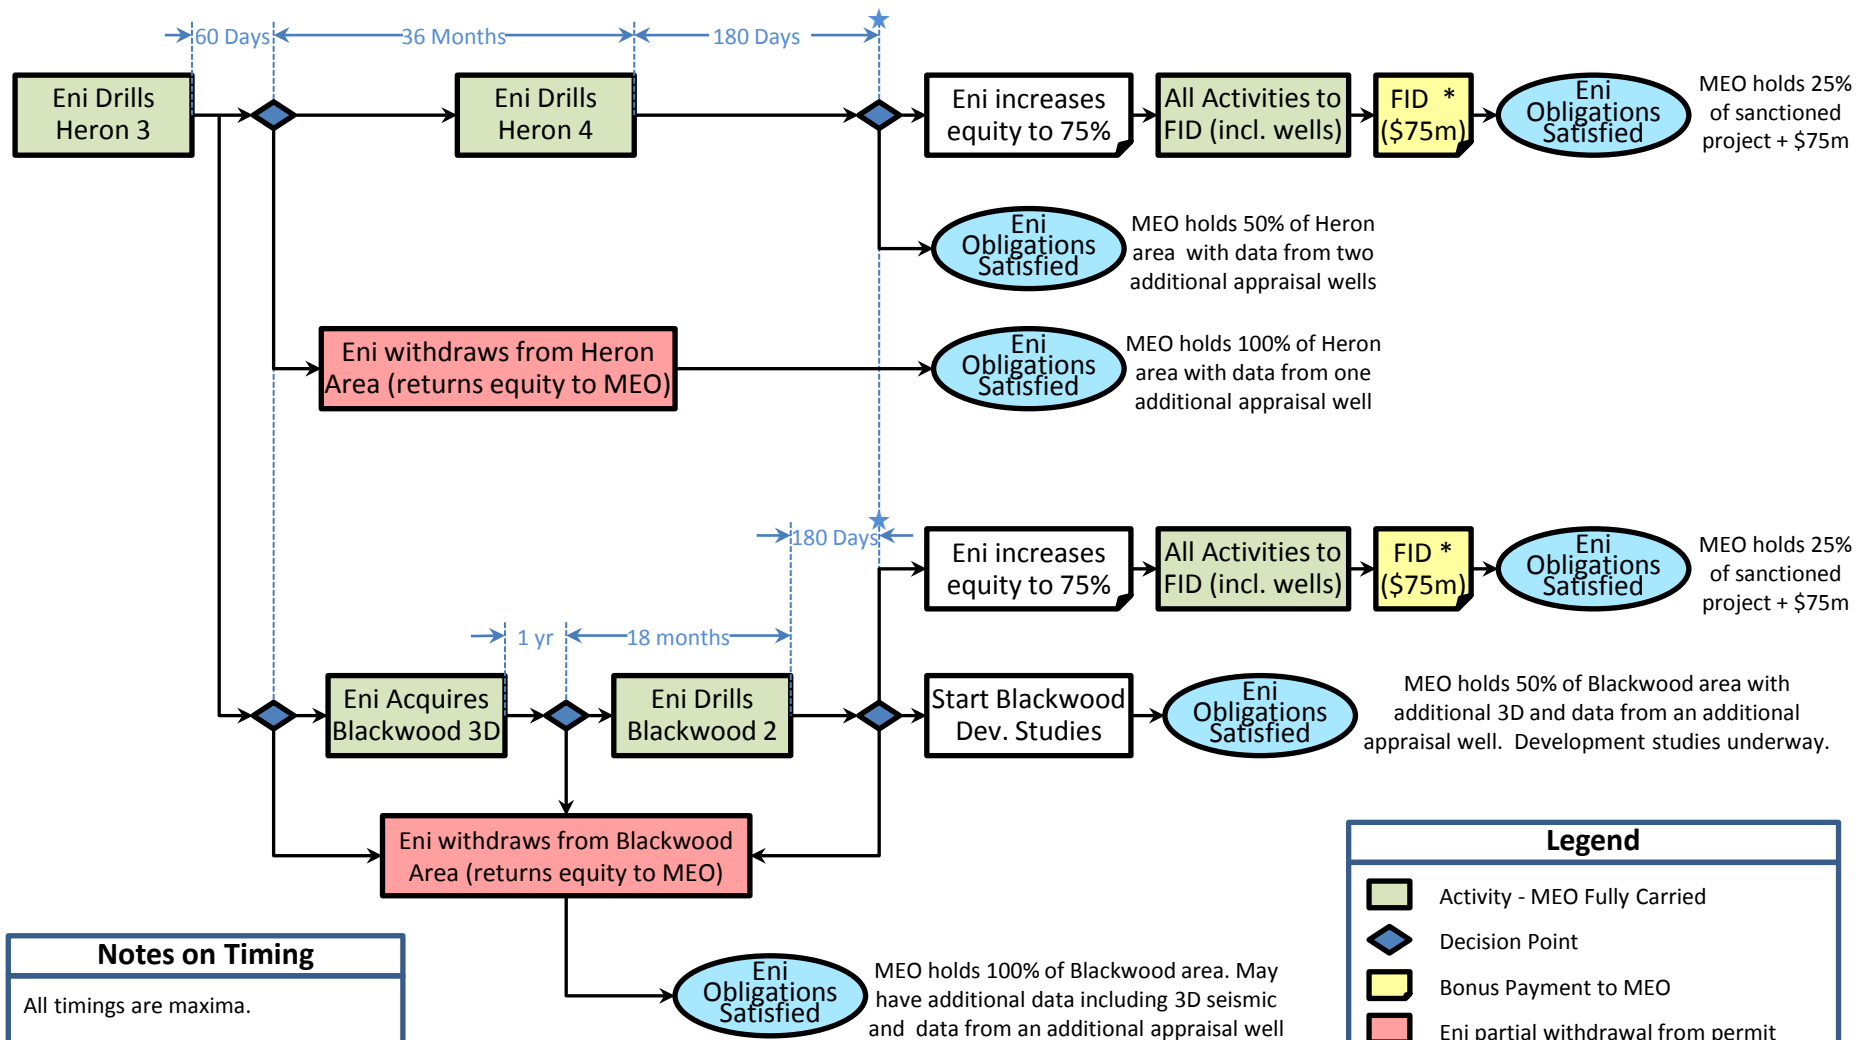 60 Days
36 Months
180 Days
Eni Drills
Heron 3
Eni Drills
Heron 4
Eni increases
equity to 75%
All Activities to
FID (incl. wells)
FID *
($75m)
Eni
Obligations
Satisfied
MEO holds 25%
of sanctioned
project + $75m
Eni
Obligations
Satisfied
MEO holds 50% of Heron
area with data from two
additional appraisal wells
Eni withdraws from Heron
Area (returns equity to MEO)
Eni
Obligations
Satisfied
MEO holds 100% of Heron
area with data from one
additional appraisal well
180 Days
Eni increases
equity to 75%
All Activities to
FID (incl. wells)
FID *
($75m)
Eni
Obligations
Satisfied
MEO holds 25%
of sanctioned
project + $75m
1 yr
18 months
Eni Acquires
Blackwood 3D
Eni Drills
Blackwood 2
Start Blackwood
Dev. Studies
Eni
Obligations
Satisfied
MEO holds 50% of Blackwood area with
additional 3D and data from an additional
appraisal well. Development studies underway.
Eni withdraws from Blackwood
Area (returns equity to MEO)
Eni
Obligations
Satisfied
MEO holds 100% of Blackwood area. May
have additional data including 3D seismic
and data from an additional appraisal well
Notes on Timing
All timings are maxima.
Legend
Activity - MEO Fully Carried
Decision Point
Bonus Payment to MEO
Eni partial withdrawal from permit